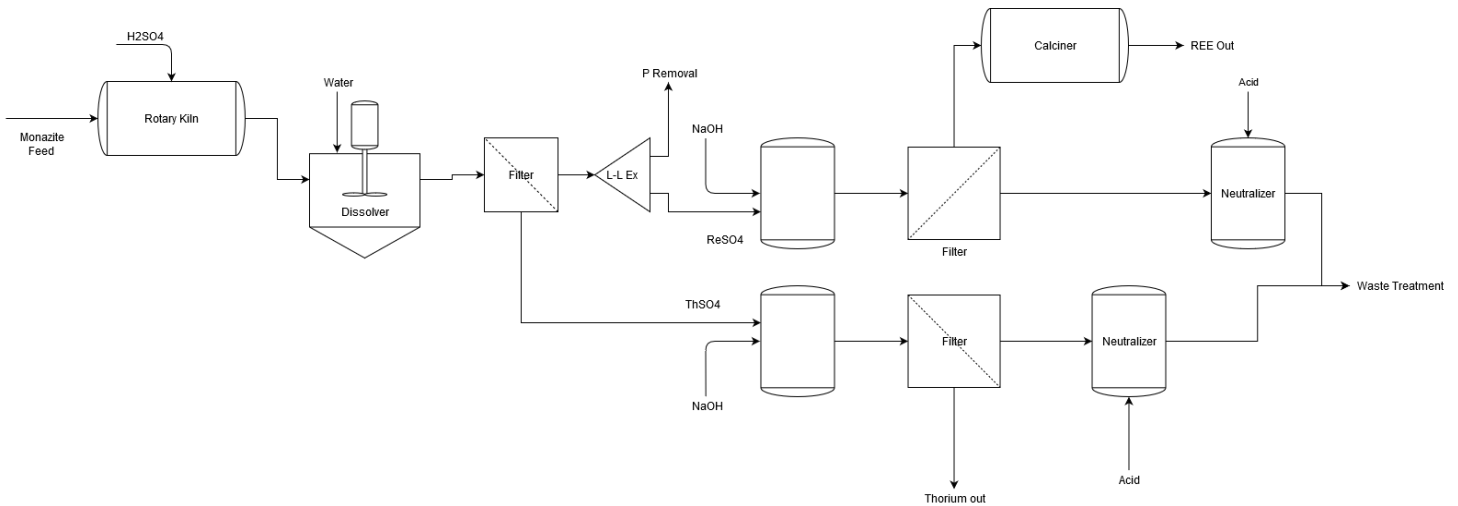 H2SO4
Rotary Kiln
Monazite
Feed
Water
Dissolver
Filter
P Removal
L-L Ex
NaOH
ReSO4
Filter
Calciner
REE Out
Acid
Neutralizer
ThSO4
NaOH
Filter
Thorium out
Neutralizer
Acid
Waste Treatment